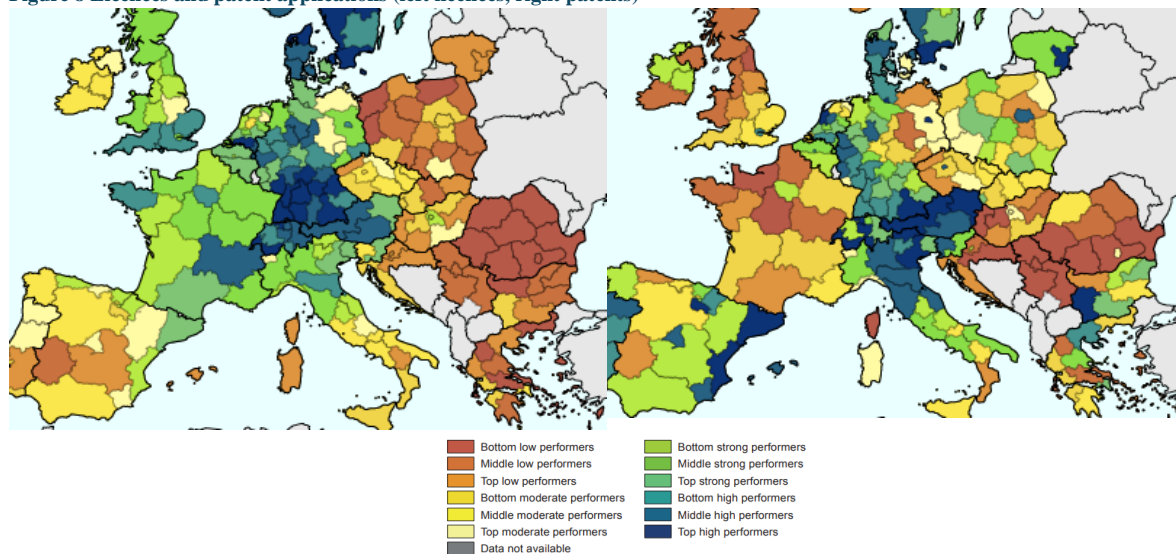 Figure 8 Licences and patent applications (left licences, right patents)
Bottom low performers
Middle low performers
Top low performers
Bottom moderate performers
Middle moderate performers
Top moderate performers
Data not available
Bottom strong performers
Middle strong performers
Top strong performers
Bottom high performers
Middle high performers
Top high performers